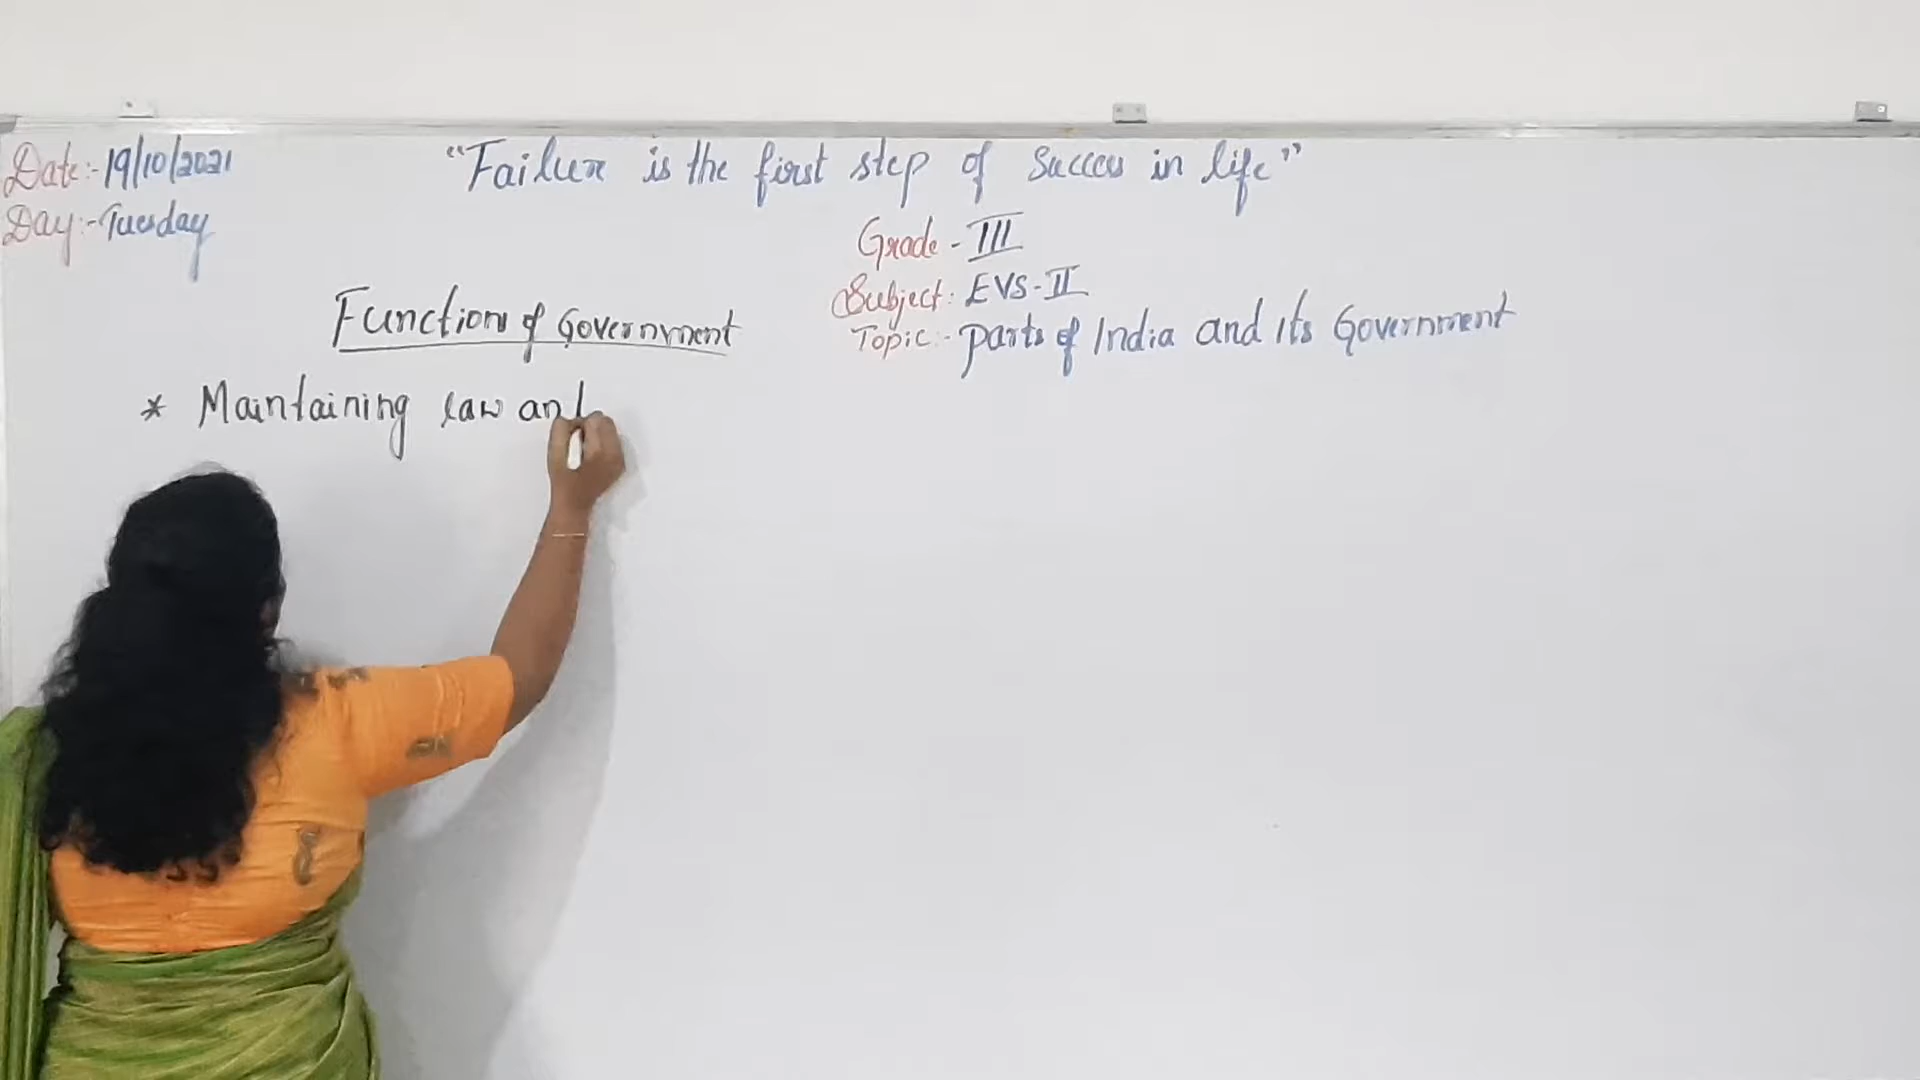 Date:- 19/10/2021
"Failure is the first step of Success in life"
Day:- Tuesday
Grade - III
Subject: EVS-II
Topic:- Parts of India and its Government
Function of Government
* Maintaining law and